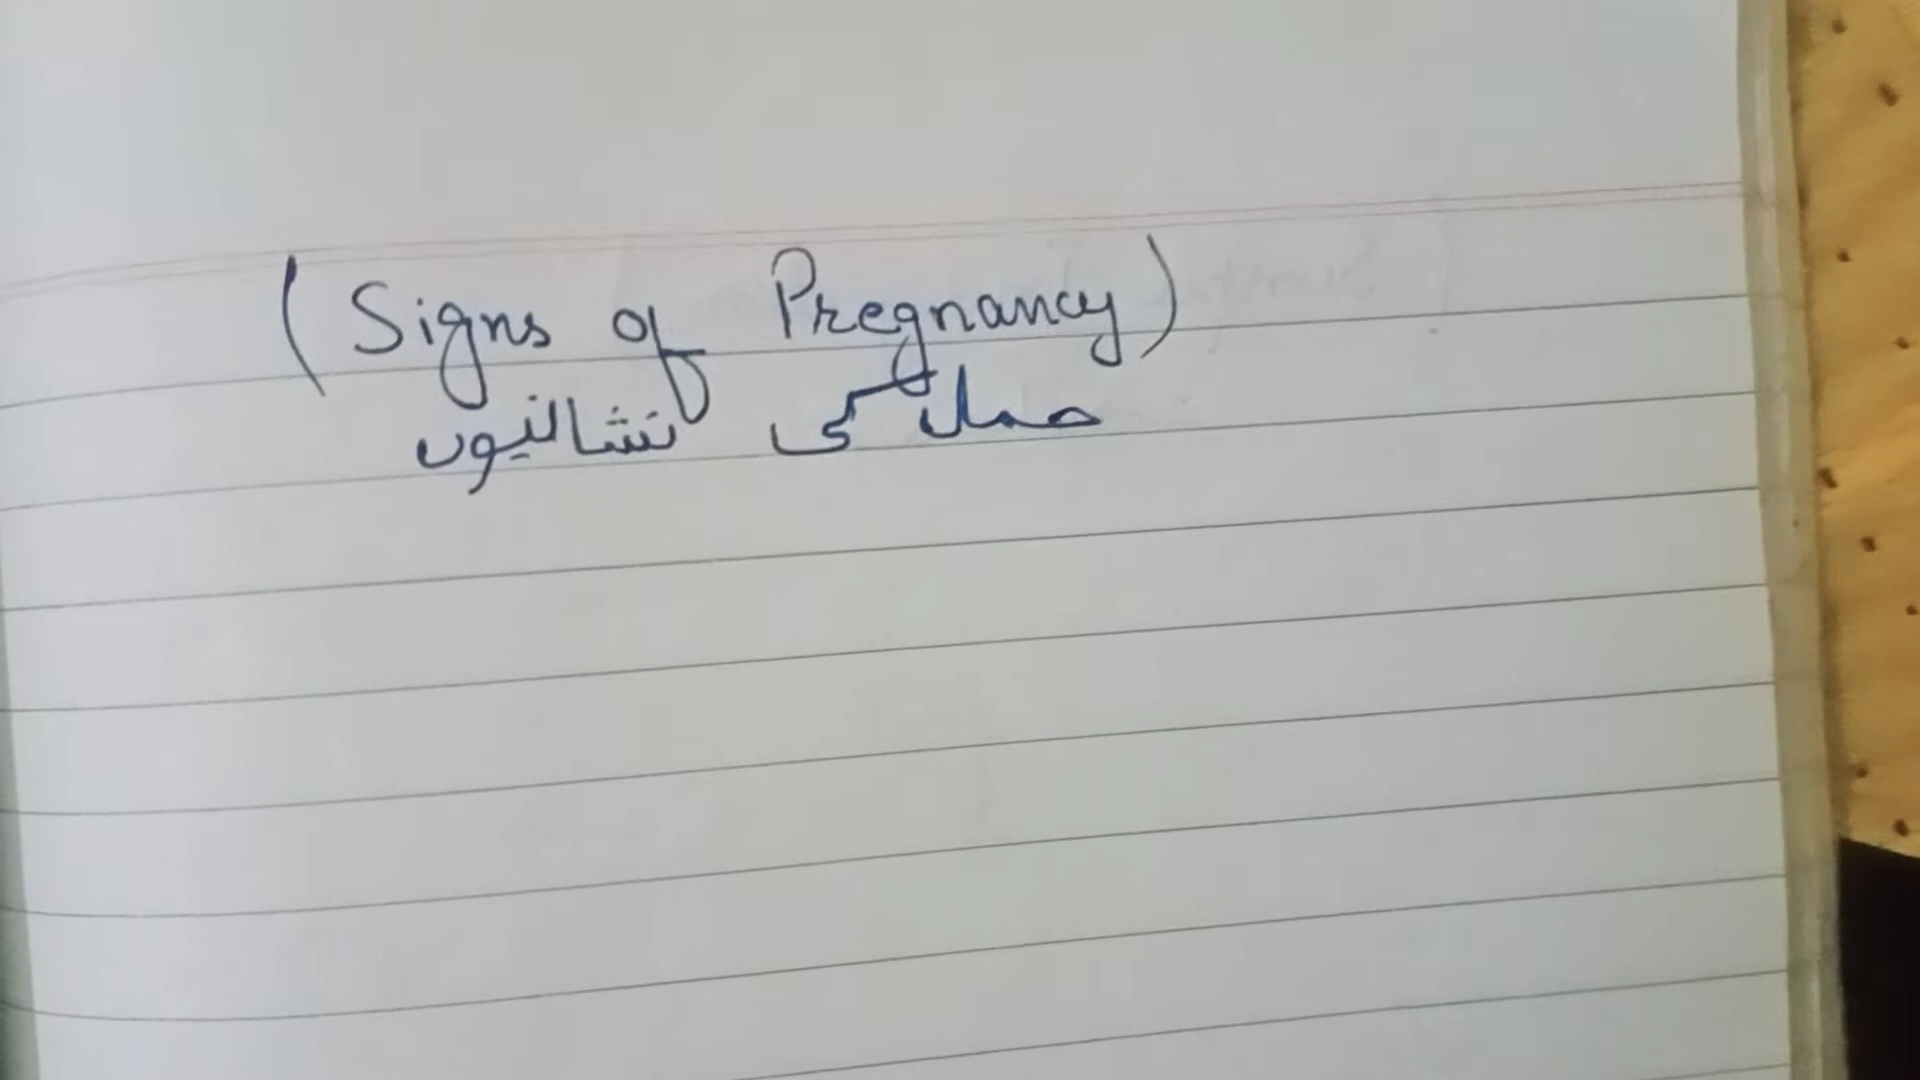 (Signs of Pregnancy)
حمل کی نشانیوں